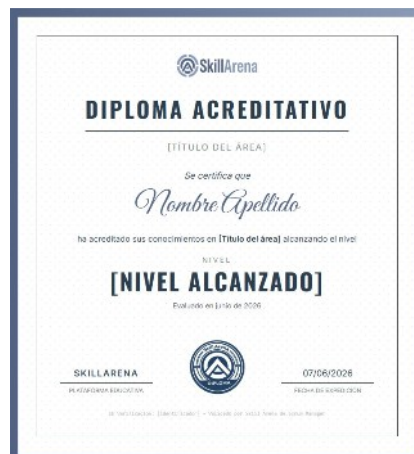 SkillArena
DIPLOMA ACREDITATIVO
[TÍTULO DEL ÁREA]
Se certifica que
Nombre Apellido
ha acreditado sus conocimientos en [Título del área] alcanzando el nivel
NIVEL
[NIVEL ALCANZADO]
Evaluado en junio de 2026
DIPLOMA
SKILLARENA
PLATAFORMA EDUCATIVA
07/06/2026
FECHA DE EXPEDICIÓN